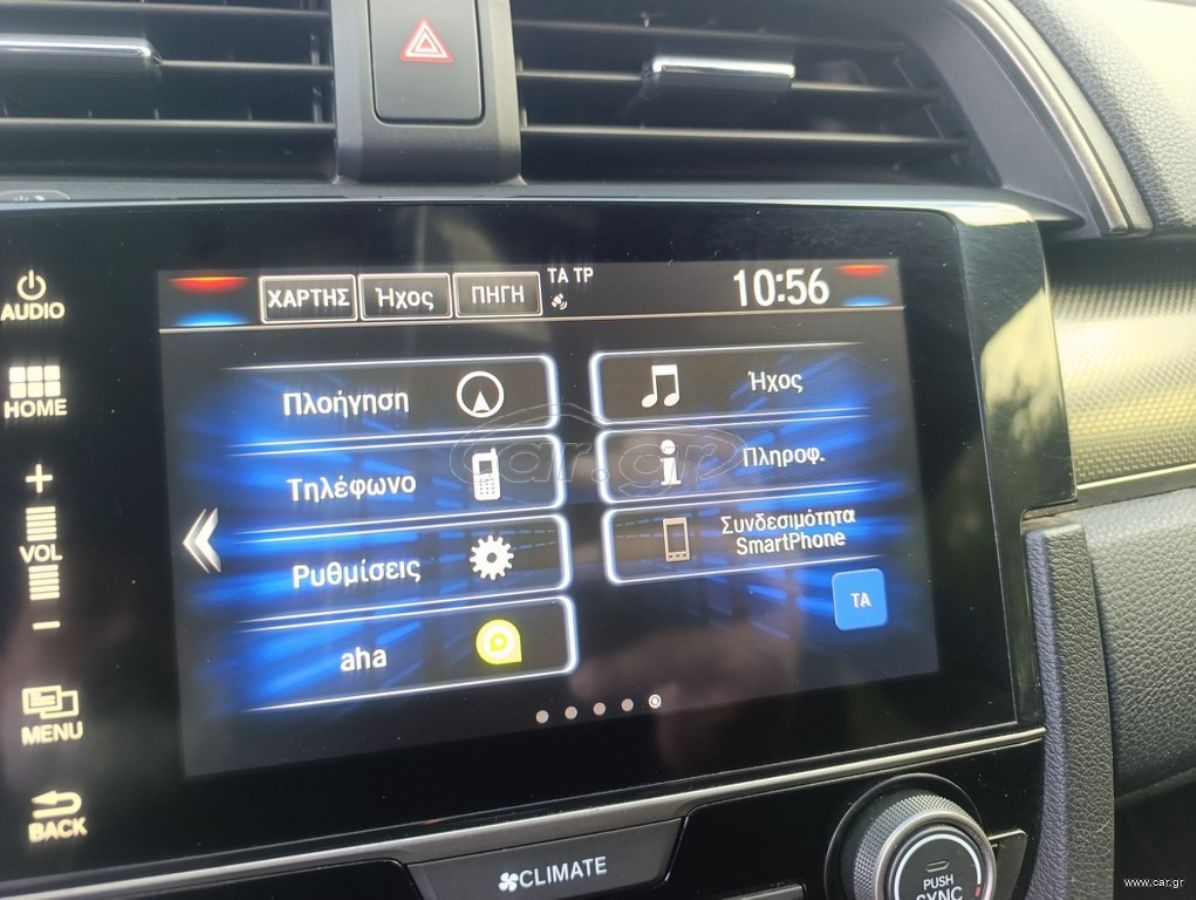 AUDIO
HOME
VOL
MENU
BACK
ΧΑΡΤΗΣ
Ήχος
ΠΗΓΗ
TA TP
10:56
Πλοήγηση
Ήχος
Τηλέφωνο
Πληροφ.
Ρυθμίσεις
Συνδεσιμότητα
SmartPhone
aha
TA
car.gr
CLIMATE
PUSH
SYNC
www.car.gr